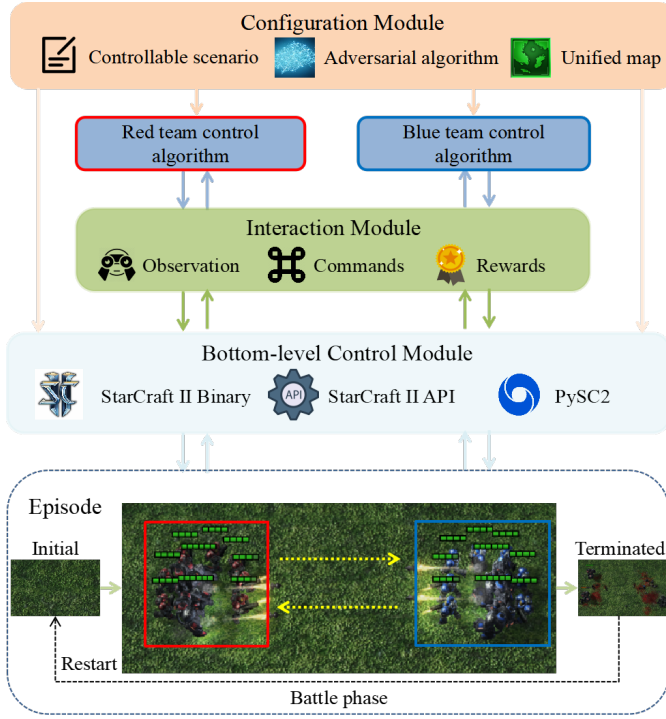 Configuration Module
Controllable scenario
Adversarial algorithm
Unified map
Red team control
algorithm
Blue team control
algorithm
Interaction Module
Observation
Commands
Rewards
Bottom-level Control Module
StarCraft II Binary
API
StarCraft II API
PySC2
Episode
Initial
Terminated
Restart
Battle phase